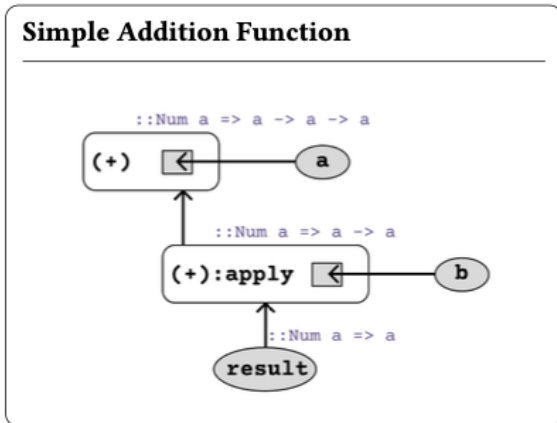 Simple Addition Function
::Num a => a -> a -> a
(+) a
::Num a => a -> a
(+):apply b
::Num a => a
result